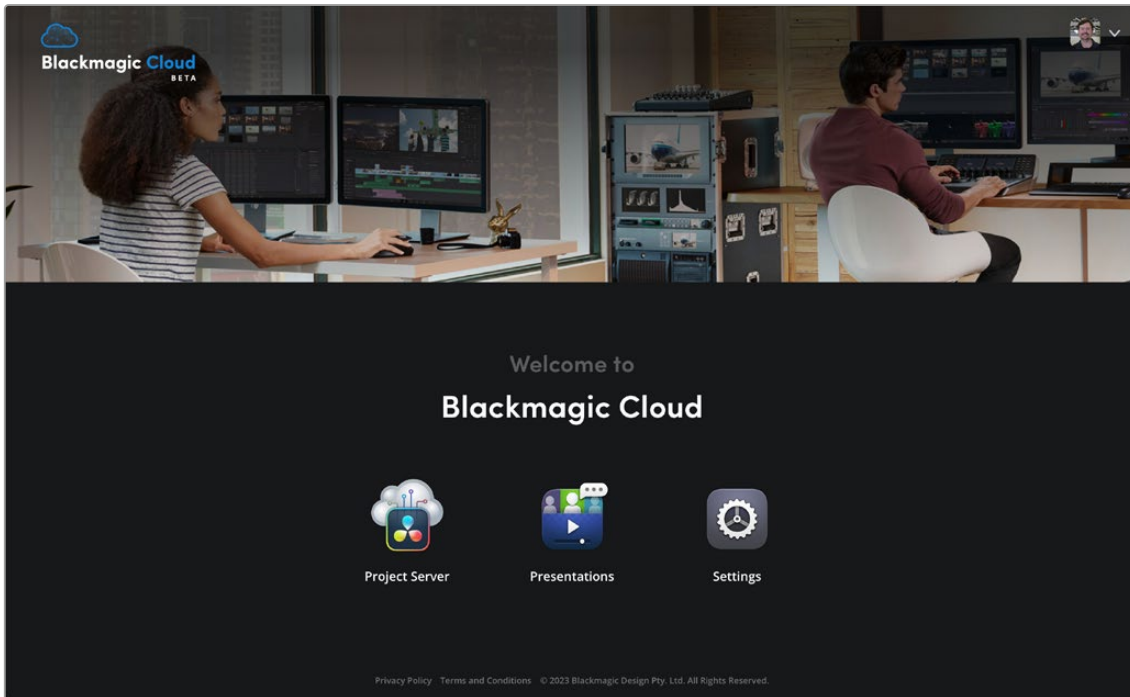 Blackmagic Cloud
BETA
Welcome to
Blackmagic Cloud
Project Server Presentations Settings
Privacy Policy Terms and Conditions © 2023 Blackmagic Design Pty. Ltd. All Rights Reserved.